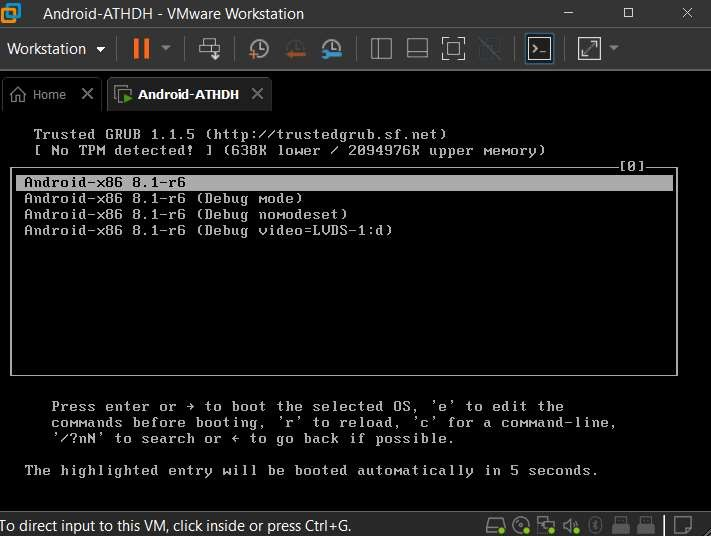 Android-ATHDH - VMware Workstation
Workstation
Home
Android-ATHDH
Trusted GRUB 1.1.5 (http://trustedgrub.sf.net)
[ No TPM detected! ] (638K lower / 2094976K upper memory)
[0]
Android-x86 8.1-r6
Android-x86 8.1-r6 (Debug mode)
Android-x86 8.1-r6 (Debug nomodeset)
Android-x86 8.1-r6 (Debug video=LVDS-1:d)
Press enter or → to boot the selected OS, 'e' to edit the
commands before booting, 'r' to reload, 'c' for a command-line,
'/?nN' to search or ← to go back if possible.
The highlighted entry will be booted automatically in 5 seconds.
To direct input to this VM, click inside or press Ctrl+G.